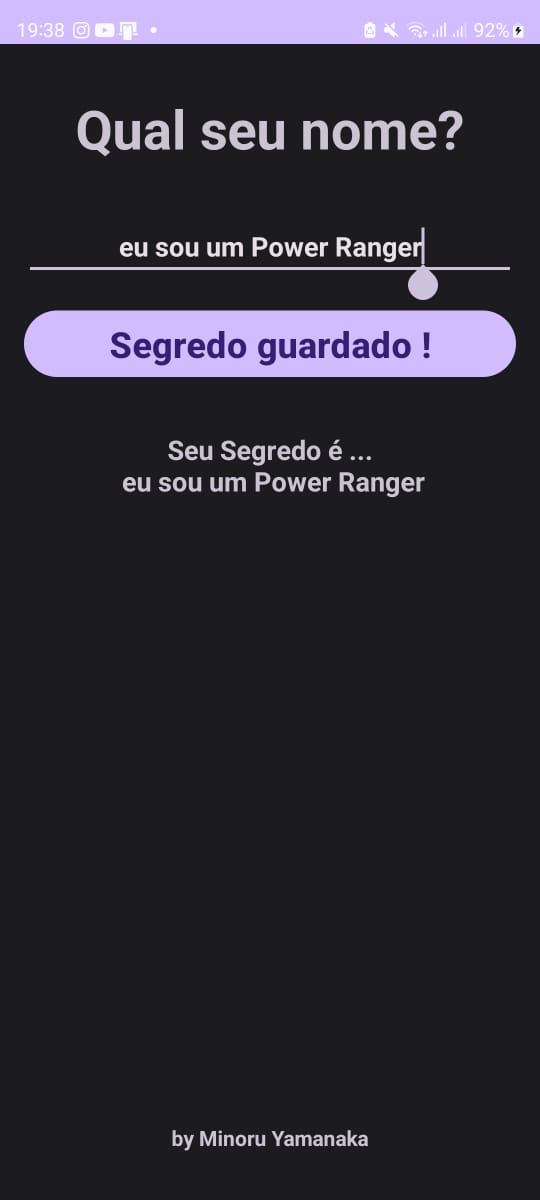 19:38
92%
Qual seu nome?
eu sou um Power Ranger
Segredo guardado !
Seu Segredo é ...
eu sou um Power Ranger
by Minoru Yamanaka